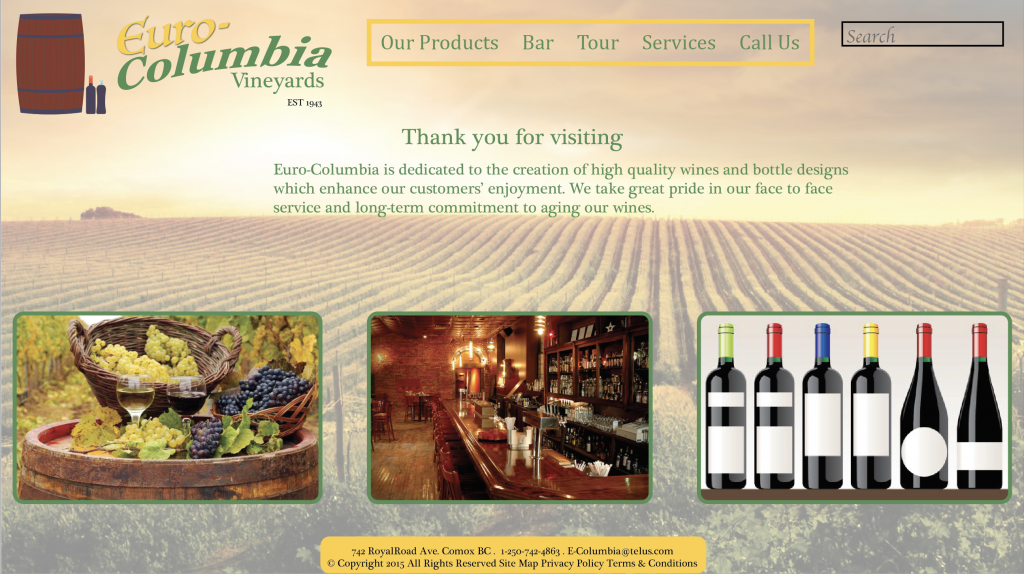 Euro-
Columbia
Vineyards
EST 1943
Our Products Bar Tour Services Call Us
Search
Thank you for visiting
Euro-Columbia is dedicated to the creation of high quality wines and bottle designs
which enhance our customers’ enjoyment. We take great pride in our face to face
service and long-term commitment to aging our wines.
742 RoyalRoad Ave. Comox BC . 1-250-742-4863 . E-Columbia@telus.com
© Copyright 2015 All Rights Reserved Site Map Privacy Policy Terms & Conditions